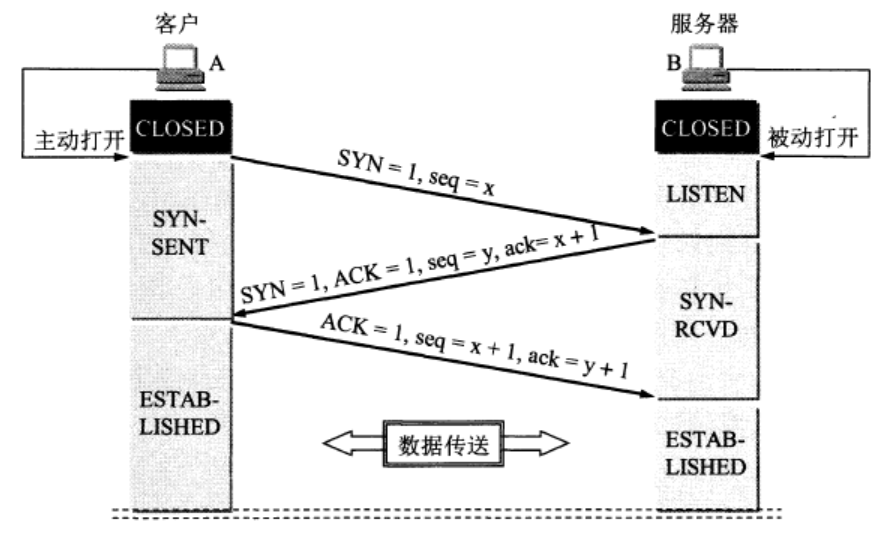 客户
服务器
A
B
主动打开
CLOSED
CLOSED
被动打开
SYN = 1, seq = x
LISTEN
SYN-
SENT
SYN = 1, ACK = 1, seq = y, ack= x + 1
SYN-
RCVD
ACK = 1, seq = x + 1, ack = y + 1
ESTAB-
LISHED
数据传送
ESTAB-
LISHED